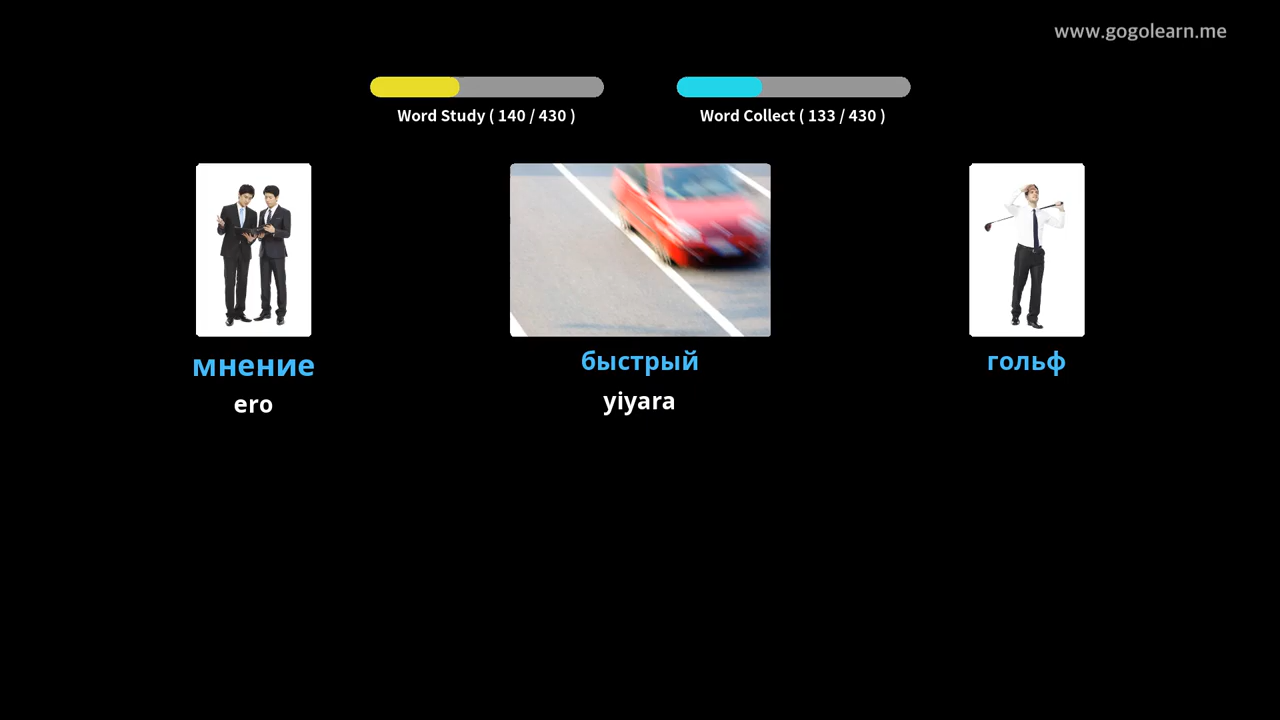 www.gogolearn.me
Word Study ( 140 / 430 )
Word Collect ( 133 / 430 )
мнение
ero
быстрый
yiyara
гольф